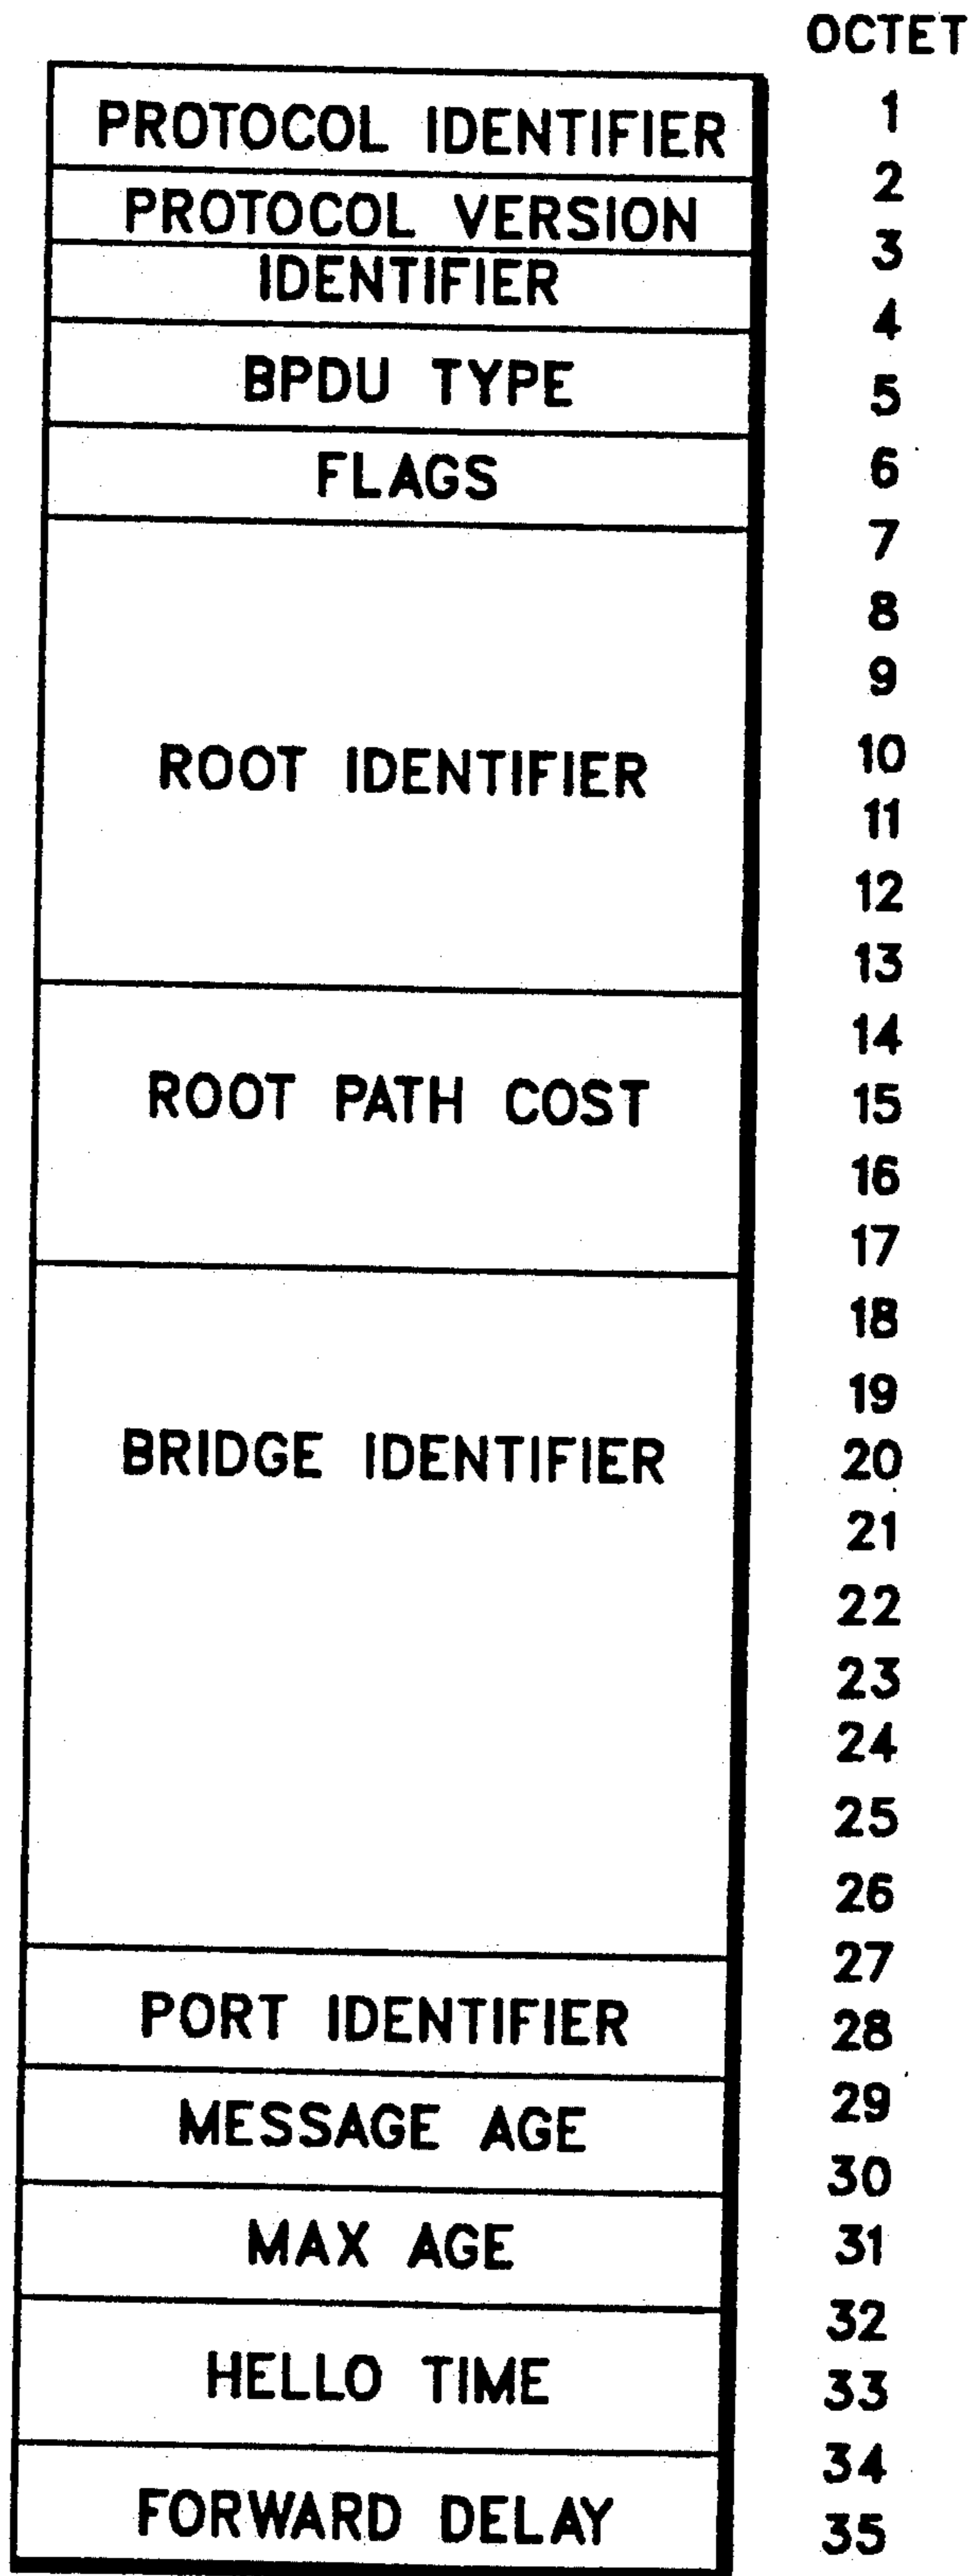 OCTET
PROTOCOL IDENTIFIER 1
2
PROTOCOL VERSION
3
IDENTIFIER
4
BPDU TYPE 5
FLAGS 6
7
8
9
ROOT IDENTIFIER 10
11
12
13
14
ROOT PATH COST 15
16
17
18
19
BRIDGE IDENTIFIER 20
21
22
23
24
25
26
27
PORT IDENTIFIER 28
29
MESSAGE AGE
30
MAX AGE 31
32
HELLO TIME 33
34
FORWARD DELAY 35